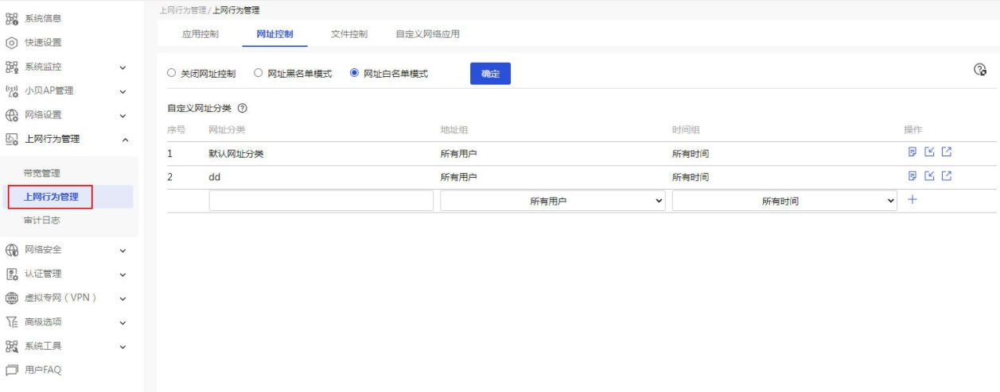 上网行为管理/上网行为管理
系统信息
快速设置
系统监控
小贝AP管理
网络设置
上网行为管理
带宽管理
上网行为管理
审计日志
网络安全
认证管理
虚拟专网（VPN）
高级选项
系统工具
用户FAQ
应用控制 网址控制 文件控制 自定义网络应用
关闭网址控制 网址黑名单模式 网址白名单模式 确定
自定义网址分类
序号 网址分类 地址组 时间组 操作
1 默认网址分类 所有用户 所有时间
2 dd 所有用户 所有时间
所有用户 所有时间